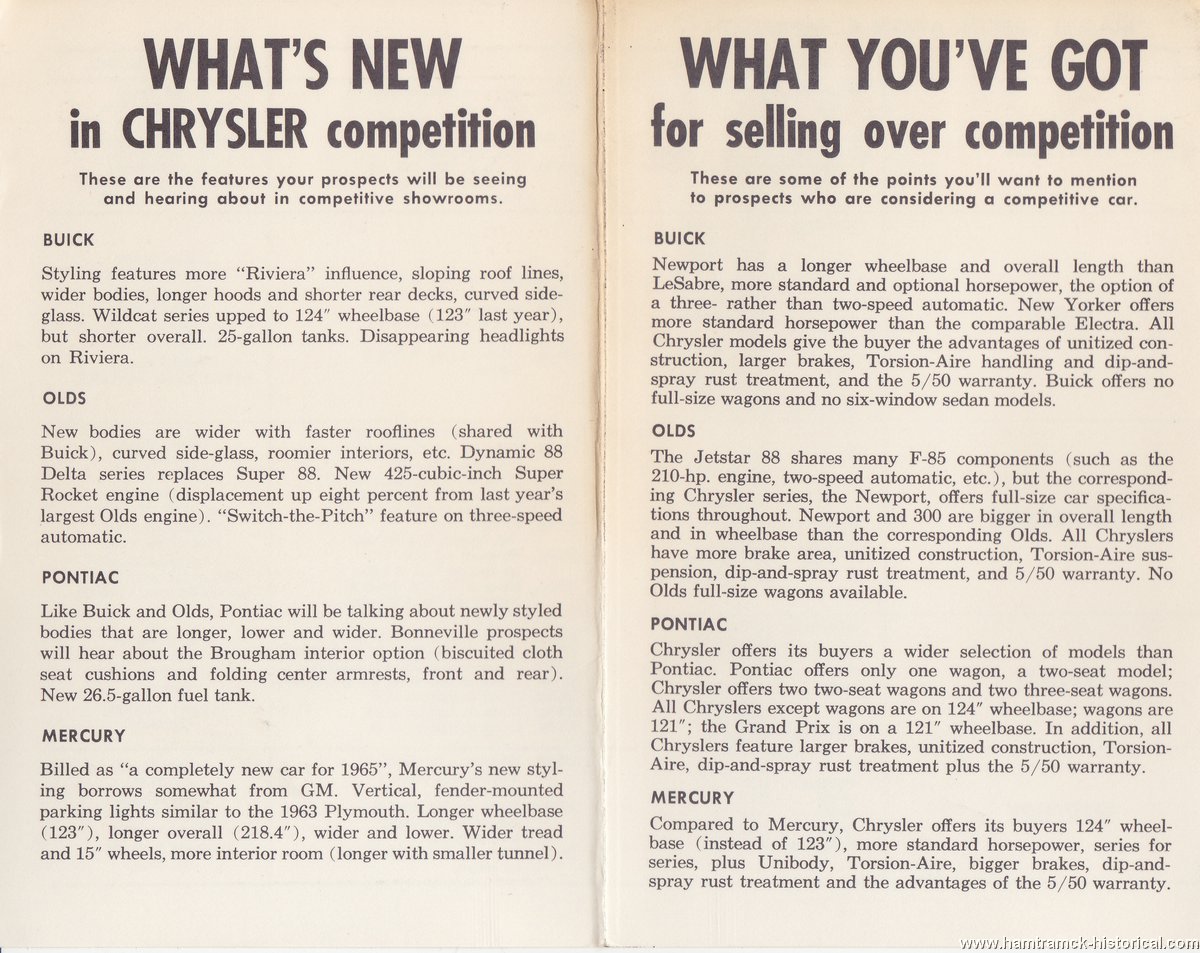 WHAT'S NEW
in CHRYSLER competition
These are the features your prospects will be seeing
and hearing about in competitive showrooms.
BUICK
Styling features more “Riviera” influence, sloping roof lines,
wider bodies, longer hoods and shorter rear decks, curved side-
glass. Wildcat series upped to 124″ wheelbase (123″ last year),
but shorter overall. 25-gallon tanks. Disappearing headlights
on Riviera.
OLDS
New bodies are wider with faster rooflines (shared with
Buick), curved side-glass, roomier interiors, etc. Dynamic 88
Delta series replaces Super 88. New 425-cubic-inch Super
Rocket engine (displacement up eight percent from last year's
largest Olds engine). “Switch-the-Pitch” feature on three-speed
automatic.
PONTIAC
Like Buick and Olds, Pontiac will be talking about newly styled
bodies that are longer, lower and wider. Bonneville prospects
will hear about the Brougham interior option (biscuited cloth
seat cushions and folding center armrests, front and rear).
New 26.5-gallon fuel tank.
MERCURY
Billed as “a completely new car for 1965”, Mercury's new styl-
ing borrows somewhat from GM. Vertical, fender-mounted
parking lights similar to the 1963 Plymouth. Longer wheelbase
(123″), longer overall (218.4″), wider and lower. Wider tread
and 15″ wheels, more interior room (longer with smaller tunnel).
WHAT YOU'VE GOT
for selling over competition
These are some of the points you'll want to mention
to prospects who are considering a competitive car.
BUICK
Newport has a longer wheelbase and overall length than
LeSabre, more standard and optional horsepower, the option of
a three- rather than two-speed automatic. New Yorker offers
more standard horsepower than the comparable Electra. All
Chrysler models give the buyer the advantages of unitized con-
struction, larger brakes, Torsion-Aire handling and dip-and-
spray rust treatment, and the 5/50 warranty. Buick offers no
full-size wagons and no six-window sedan models.
OLDS
The Jetstar 88 shares many F-85 components (such as the
210-hp. engine, two-speed automatic, etc.), but the correspond-
ing Chrysler series, the Newport, offers full-size car specifica-
tions throughout. Newport and 300 are bigger in overall length
and in wheelbase than the corresponding Olds. All Chryslers
have more brake area, unitized construction, Torsion-Aire sus-
pension, dip-and-spray rust treatment, and 5/50 warranty. No
Olds full-size wagons available.
PONTIAC
Chrysler offers its buyers a wider selection of models than
Pontiac. Pontiac offers only one wagon, a two-seat model;
Chrysler offers two two-seat wagons and two three-seat wagons.
All Chryslers except wagons are on 124″ wheelbase; wagons are
121″; the Grand Prix is on a 121″ wheelbase. In addition, all
Chryslers feature larger brakes, unitized construction, Torsion-
Aire, dip-and-spray rust treatment plus the 5/50 warranty.
MERCURY
Compared to Mercury, Chrysler offers its buyers 124″ wheel-
base (instead of 123″), more standard horsepower, series for
series, plus Unibody, Torsion-Aire, bigger brakes, dip-and-
spray rust treatment and the advantages of the 5/50 warranty.
www.hamtramck-historical.com